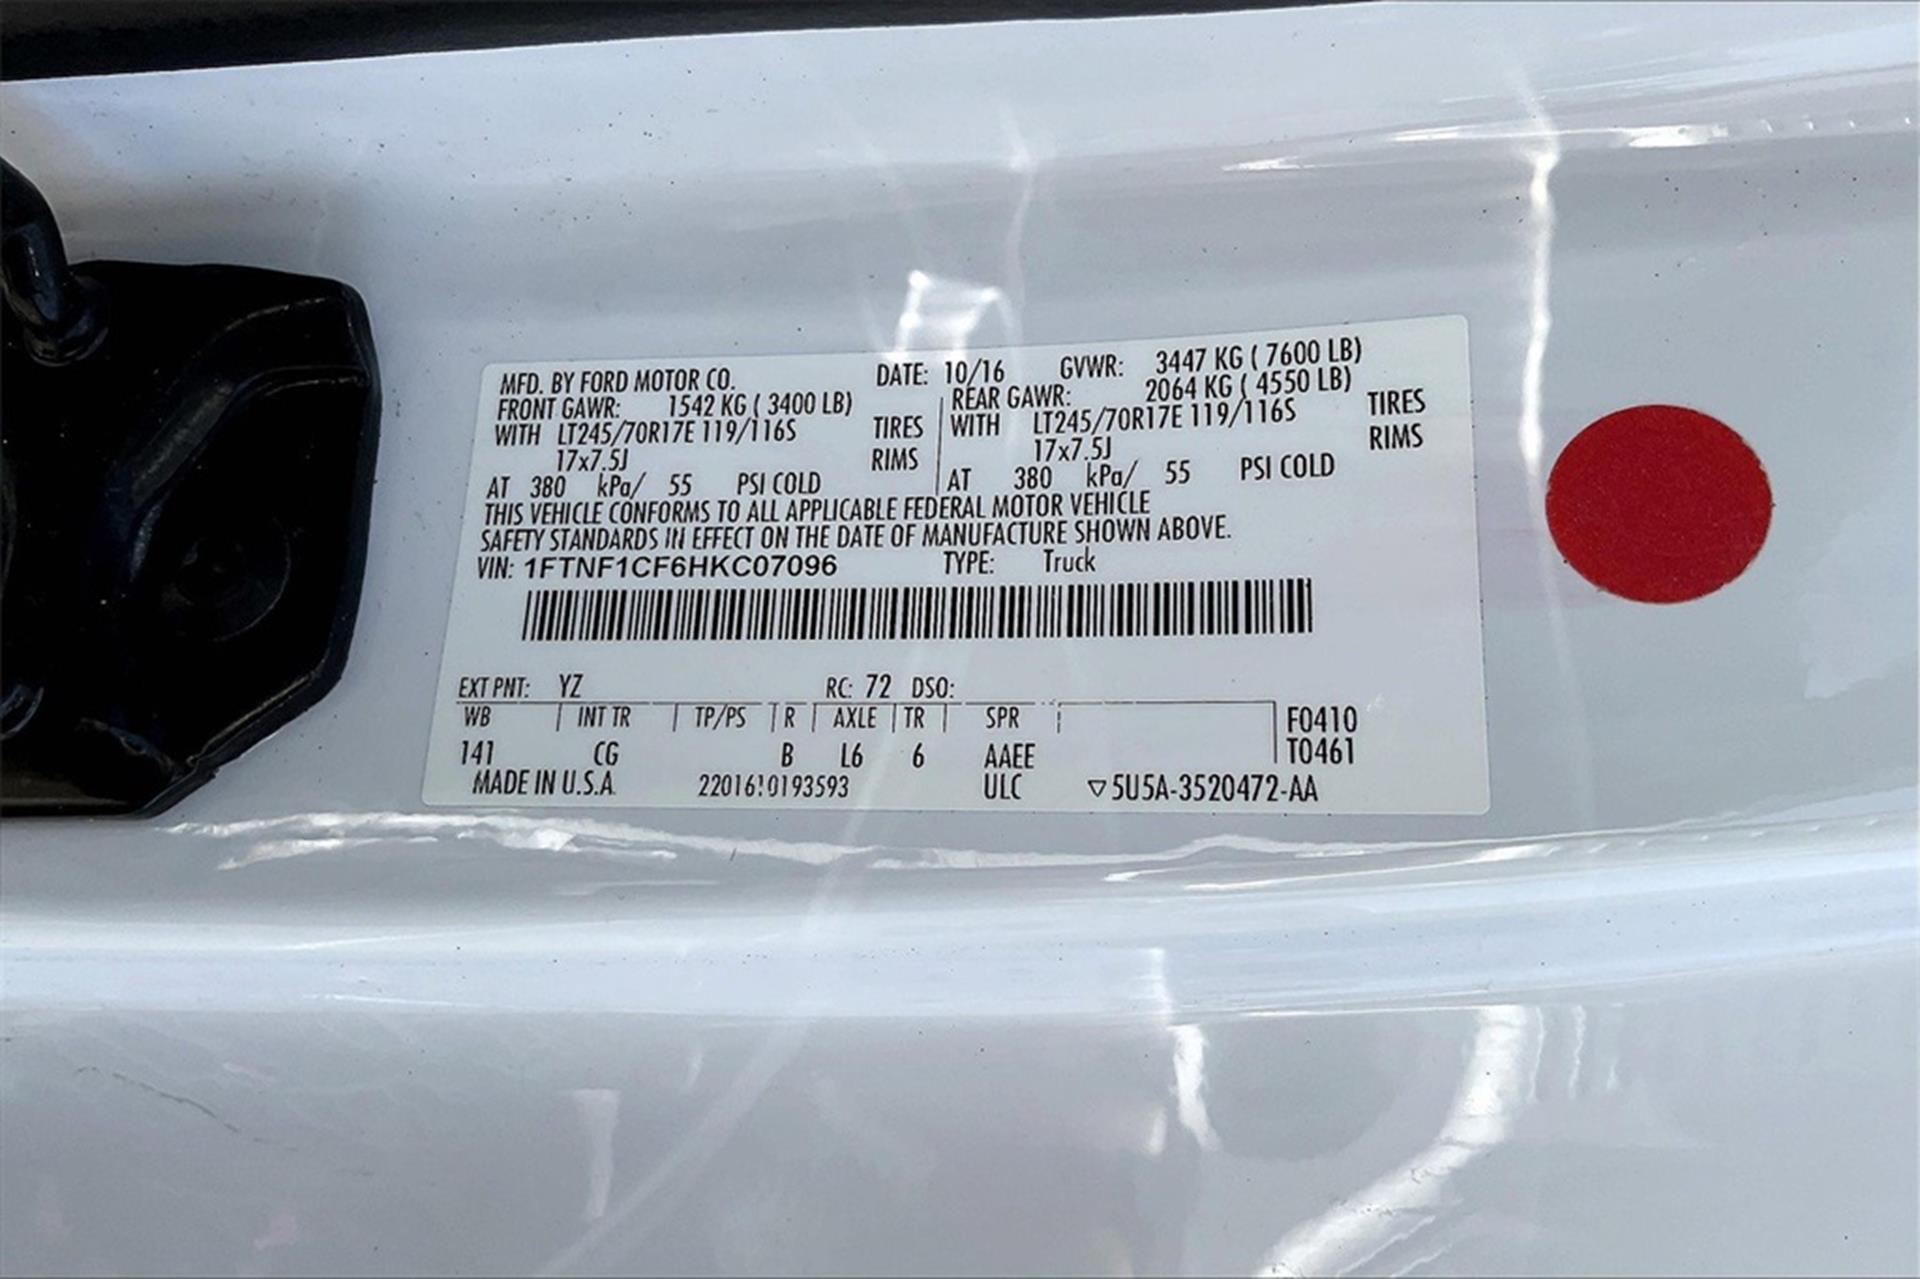 MFD. BY FORD MOTOR CO. DATE: 10/16 GVWR: 3447 KG ( 7600 LB)
FRONT GAWR: 1542 KG ( 3400 LB) REAR GAWR: 2064 KG ( 4550 LB)
WITH LT245/70R17E 119/116S TIRES WITH LT245/70R17E 119/116S TIRES
17x7.5J RIMS 17x7.5J RIMS
AT 380 kPa/ 55 PSI COLD AT 380 kPa/ 55 PSI COLD
THIS VEHICLE CONFORMS TO ALL APPLICABLE FEDERAL MOTOR VEHICLE
SAFETY STANDARDS IN EFFECT ON THE DATE OF MANUFACTURE SHOWN ABOVE.
VIN: 1FTNF1CF6HKC07096 TYPE: Truck
EXT PNT: YZ RC: 72 DSO:
WB INT TR TP/PS R AXLE TR SPR F0410
141 CG B L6 6 AAEE T0461
MADE IN U.S.A. 2201610193593 ULC ▽5U5A-3520472-AA